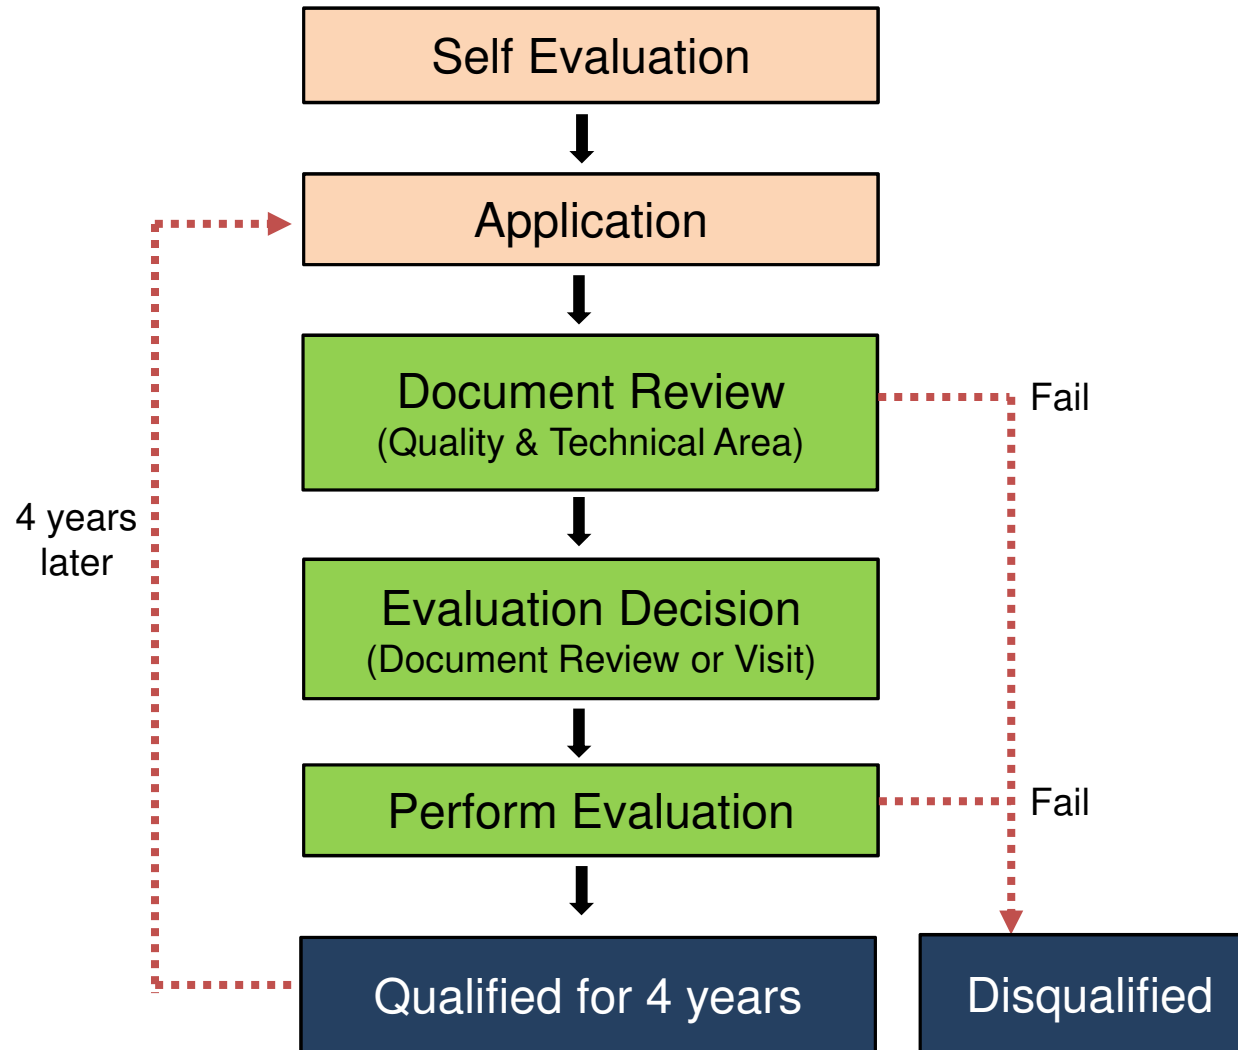 Self Evaluation
Application
Document Review
(Quality & Technical Area)
Fail
4 years
later
Evaluation Decision
(Document Review or Visit)
Perform Evaluation
Fail
Qualified for 4 years
Disqualified